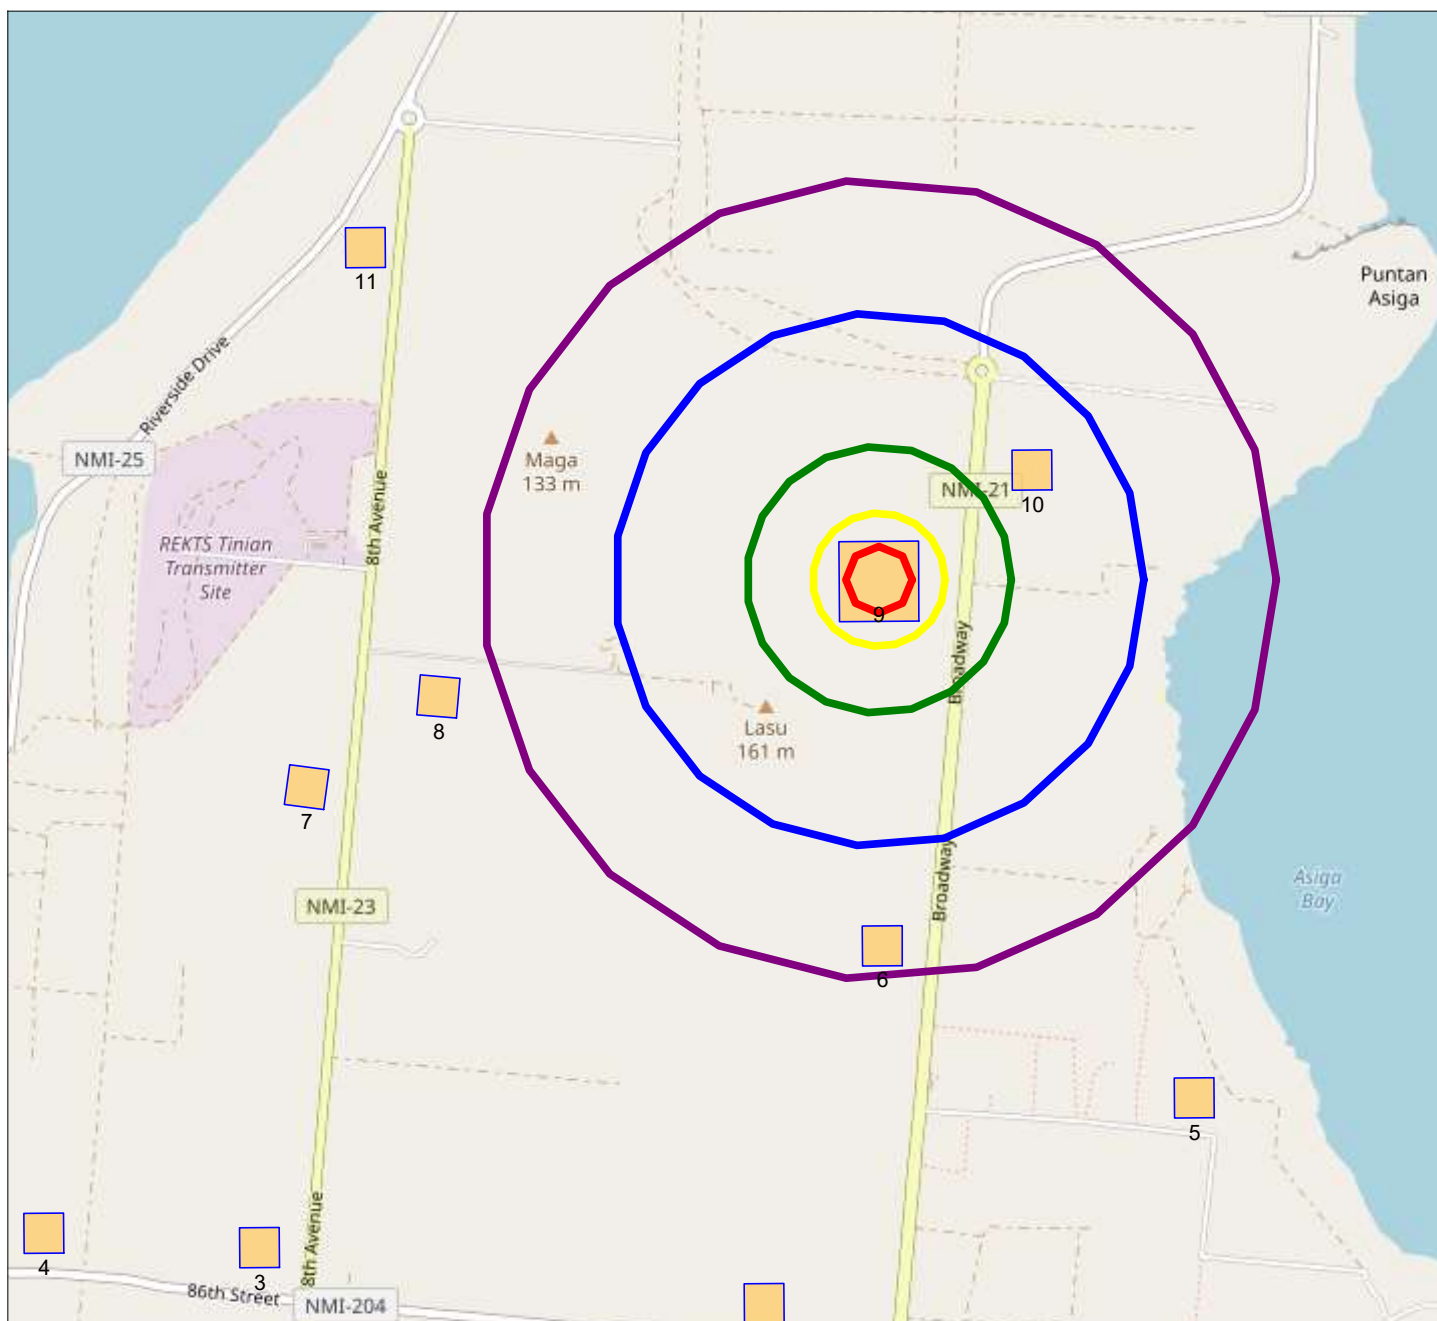 11
Puntan
Asiga
Riverside Drive
NMI-25
Maga
133 m
8th Avenue
NMI-21
10
REKTS Tinian
Transmitter
Site
9
Broadway
8
Lasu
161 m
7
Broadway
Asiga
Bay
NMI-23
6
5
8th Avenue
4
3
86th Street
NMI-204